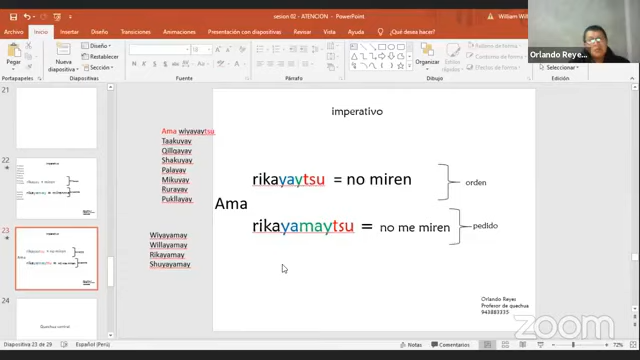 sesion 02 - ATENCION - PowerPoint
William Wil
Archivo
Inicio
Insertar
Diseño
Transiciones
Animaciones
Presentación con diapositivas
Revisar
Vista
Ayuda
¿Qué desea hacer?
Pegar
Nueva
diapositiva
Diseño
Restablecer
Sección
Organizar
Estilos
rápidos
Relleno de forma
Contorno de forma
Efectos de forma
Seleccionar
Portapapeles
Diapositivas
Fuente
Párrafo
Dibujo
Orlando Reye...
21
22
23
24
Quechua central
imperativo
Ama wiyayaytsu
Taakuyay
Qillqayay
Shakuyay
Palayay
Mikuyay
Rurayay
Pukllayay
rikayaytsu = no miren
orden
Ama
rikayamaytsu = no me miren
pedido
Wiyayamay
Willayamay
Rikayamay
Shuyayamay
Orlando Reyes
Profesor de quechua
943883335
zoom
Diapositiva 23 de 29
Español (Perú)
Notas
Comentarios
72%